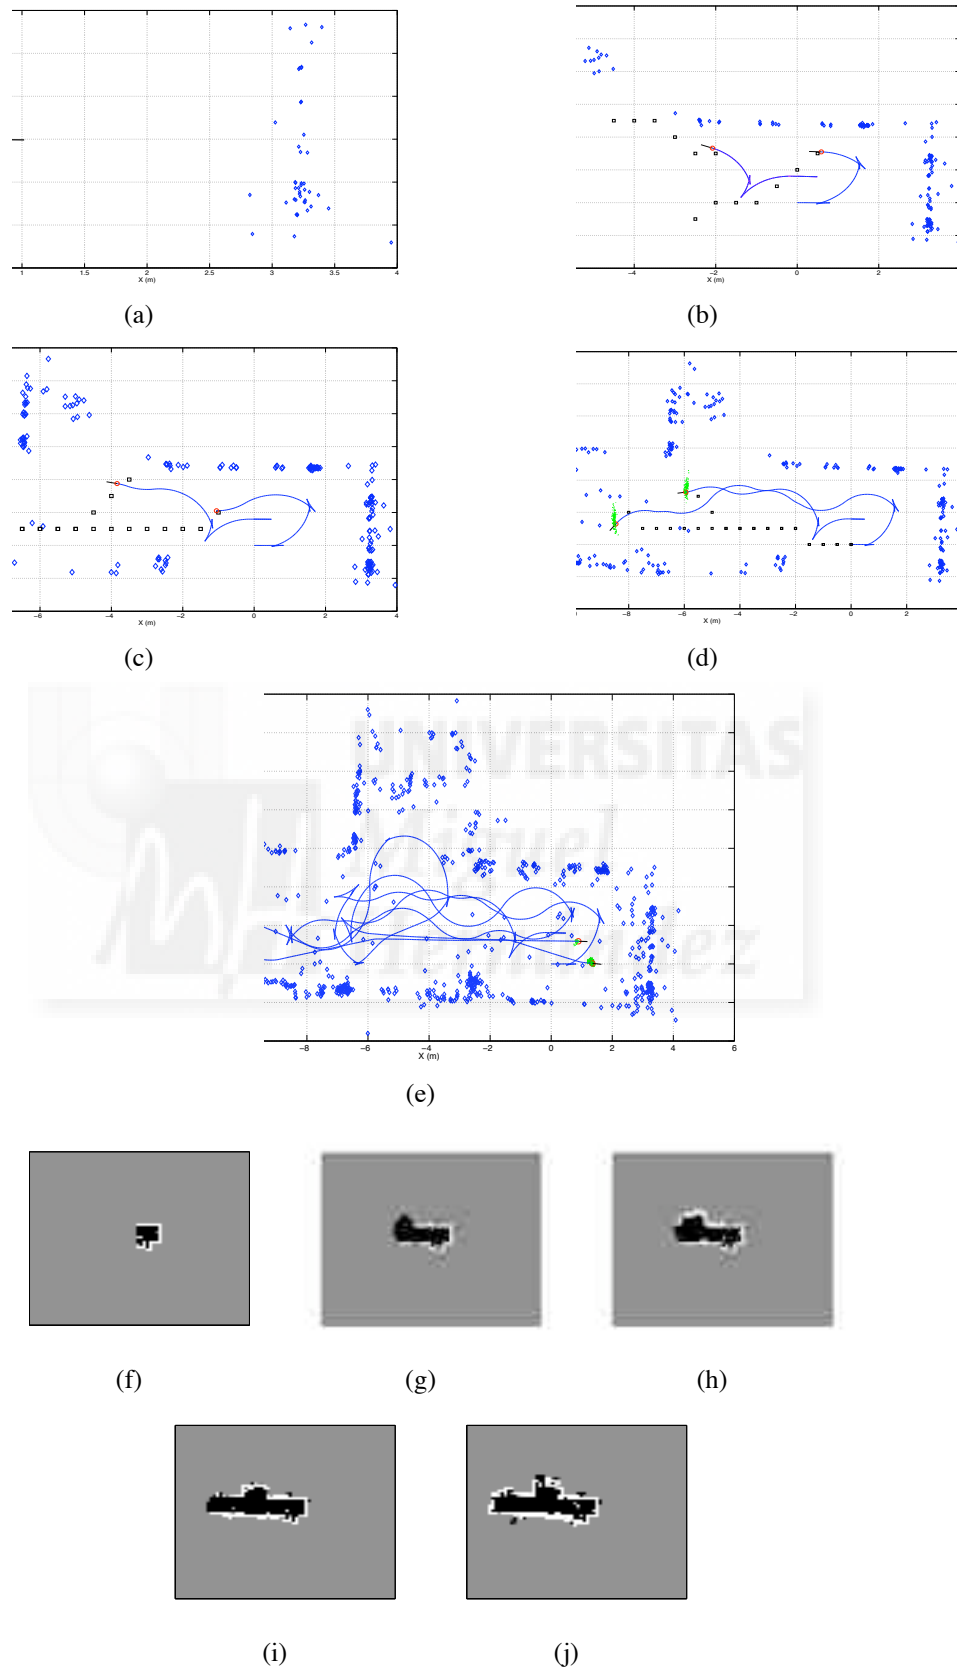 1 1.5 2 2.5 3 3.5 4
X (m)
(a)
−4 −2 0 2
X (m)
(b)
−6 −4 −2 0 2 4
X (m)
(c)
−8 −6 −4 −2 0 2
X (m)
(d)
UNIVERSITAS
Miguel
Hernández
−8 −6 −4 −2 0 2 4 6
X (m)
(e)
(f)
(g)
(h)
(i)
(j)